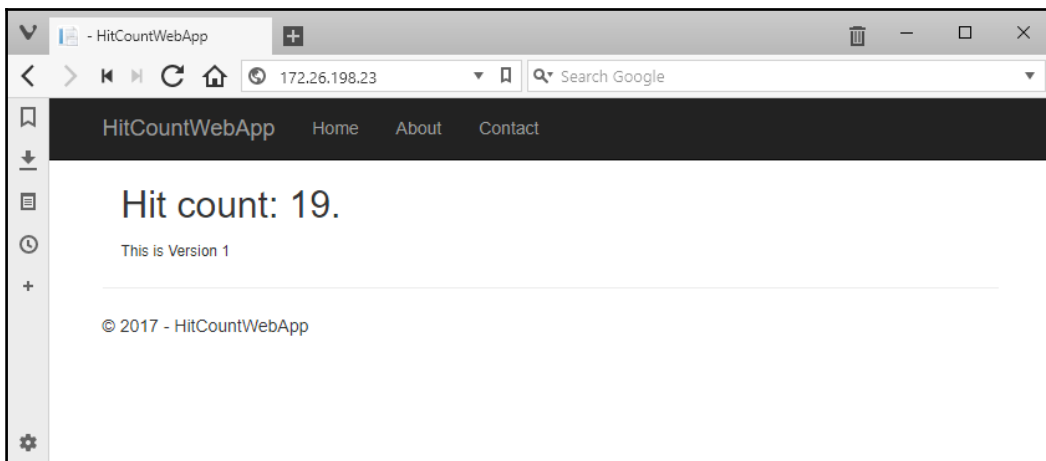 - HitCountWebApp
172.26.198.23 Search Google
HitCountWebApp Home About Contact
Hit count: 19.
This is Version 1
© 2017 - HitCountWebApp